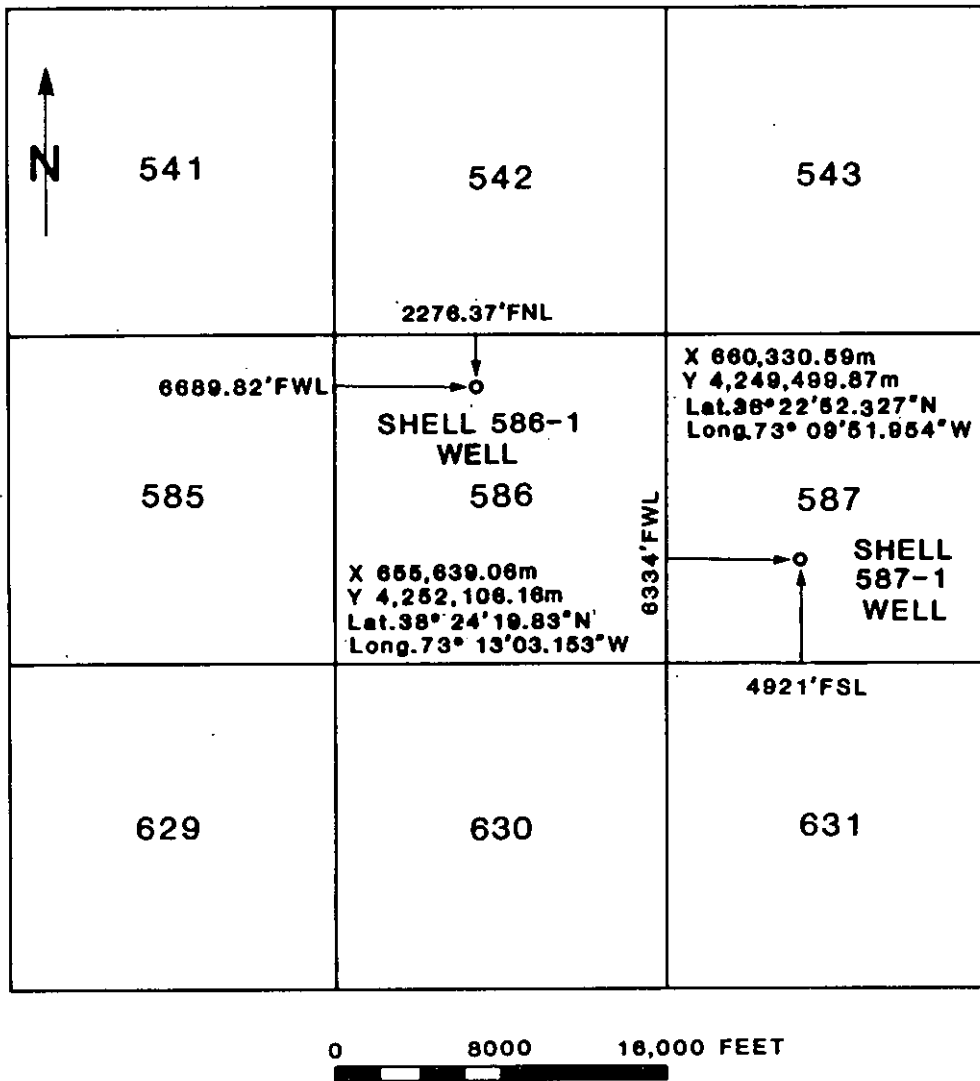 N
541
542
543
2276.37'FNL
6689.82'FWL
SHELL 586-1
WELL
585
586
X 655,639.06m
Y 4,252,106.16m
Lat.38° 24'19.83"N
Long.73° 13'03.153"W
X 660,330.59m
Y 4,249,499.87m
Lat.38°22'52.327"N
Long.73° 09'51.954"W
587
6334'FWL
SHELL
587-1
WELL
4921'FSL
629
630
631
0 8000 16,000 FEET